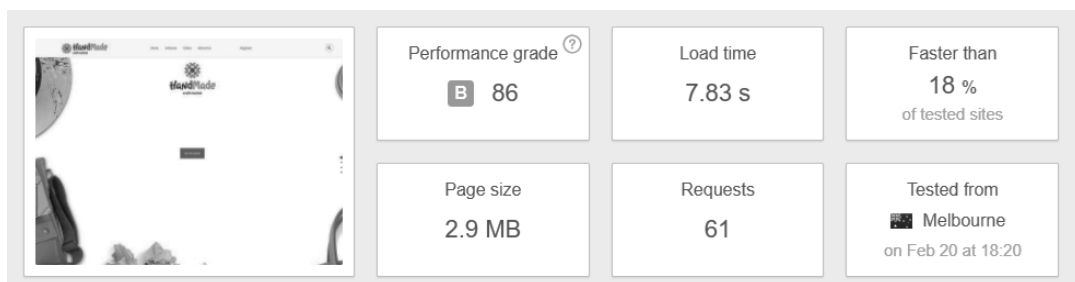 HandMade
HandMade
Performance grade ?
B 86
Load time
7.83 s
Faster than
18 %
of tested sites
Page size
2.9 MB
Requests
61
Tested from
Melbourne
on Feb 20 at 18:20